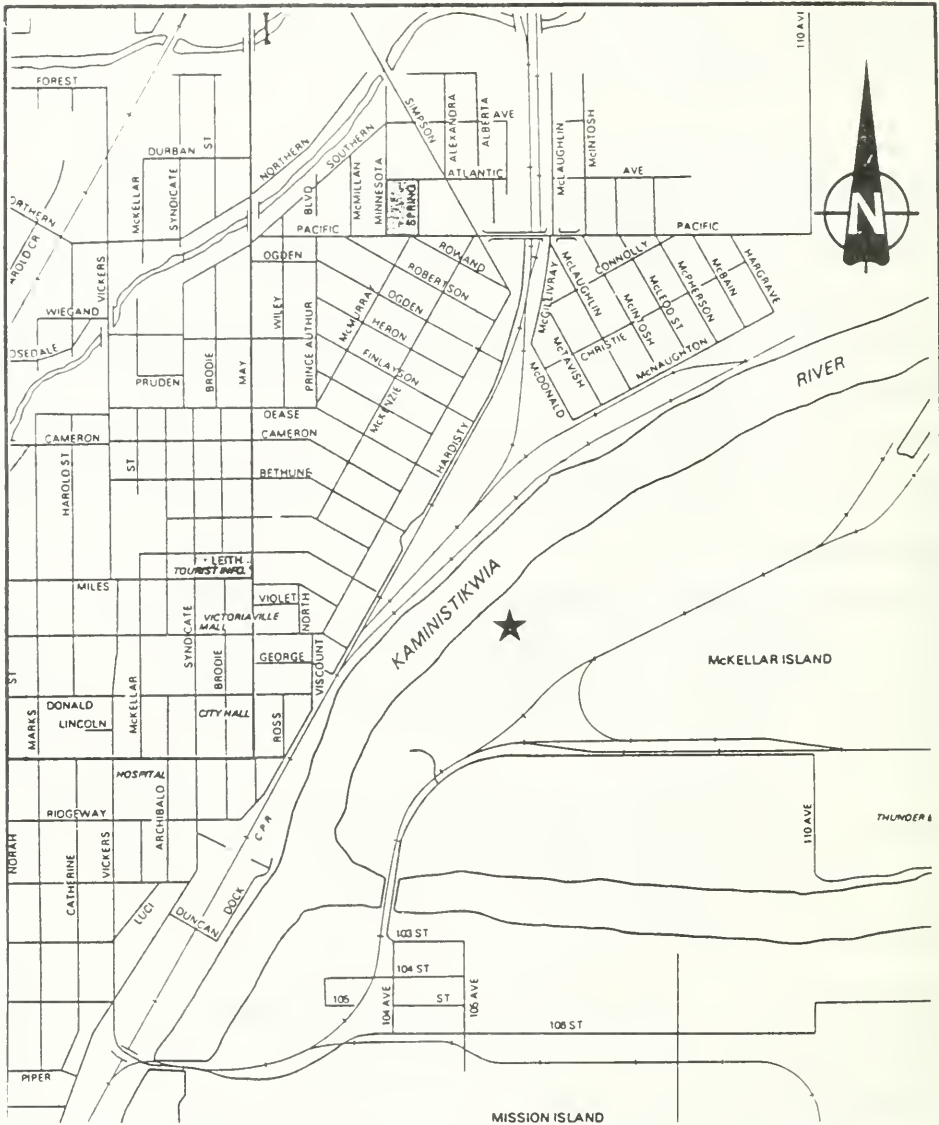 110 AVE
FOREST
SIMPSON
ALEXANDRA
ALBERTA
AVE
McLAUGHLIN
McINTOSH
DURBAN
ST
NORTHERN
SOUTHERN
ATLANTIC
AVE
McKELLAR
SYNDICATE
BLVD
McMILLAN
MINNESOTA
SPRING
N
PACIFIC
PACIFIC
VICKERS
OGDEN
ROWAND
ROBERTSON
McGILLIVRAY
McLAUGHLIN
CONNOLLY
McINTOSH
McLEOD ST
McPHERSON
McBAIN
HARGRAVE
WIEGAND
WILEY
PRINCE ARTHUR
McMURRAY
OGDEN
HERON
FINLAYSON
McTAVISH
CHRISTIE
McNAUGHTON
McDONALD
PRUDEN
BRODIE
MAY
McKENZIE
RIVER
DEASE
CAMERON
CAMERON
HARDISTY
HAROLD ST
ST
BETHUNE
LEITH
TOURIST INFO.
MILES
VIOLET
NORTH
VICTORIAVILLE
MALL
KAMINISTIKWIA
SYNDICATE
BRODIE
GEORGE
VISCOUNT
McKELLAR ISLAND
ST
MARKS
DONALD
LINCOLN
McKELLAR
CITY HALL
ROSS
HOSPITAL
RIDGEWAY
C.P.R
110 AVE
NORAH
CATHERINE
VICKERS
ARCHIBALD
DUNCAN
DOCK
103 ST
104 ST
105
ST
104 AVE
105 AVE
106 ST
PIPER
MISSION ISLAND